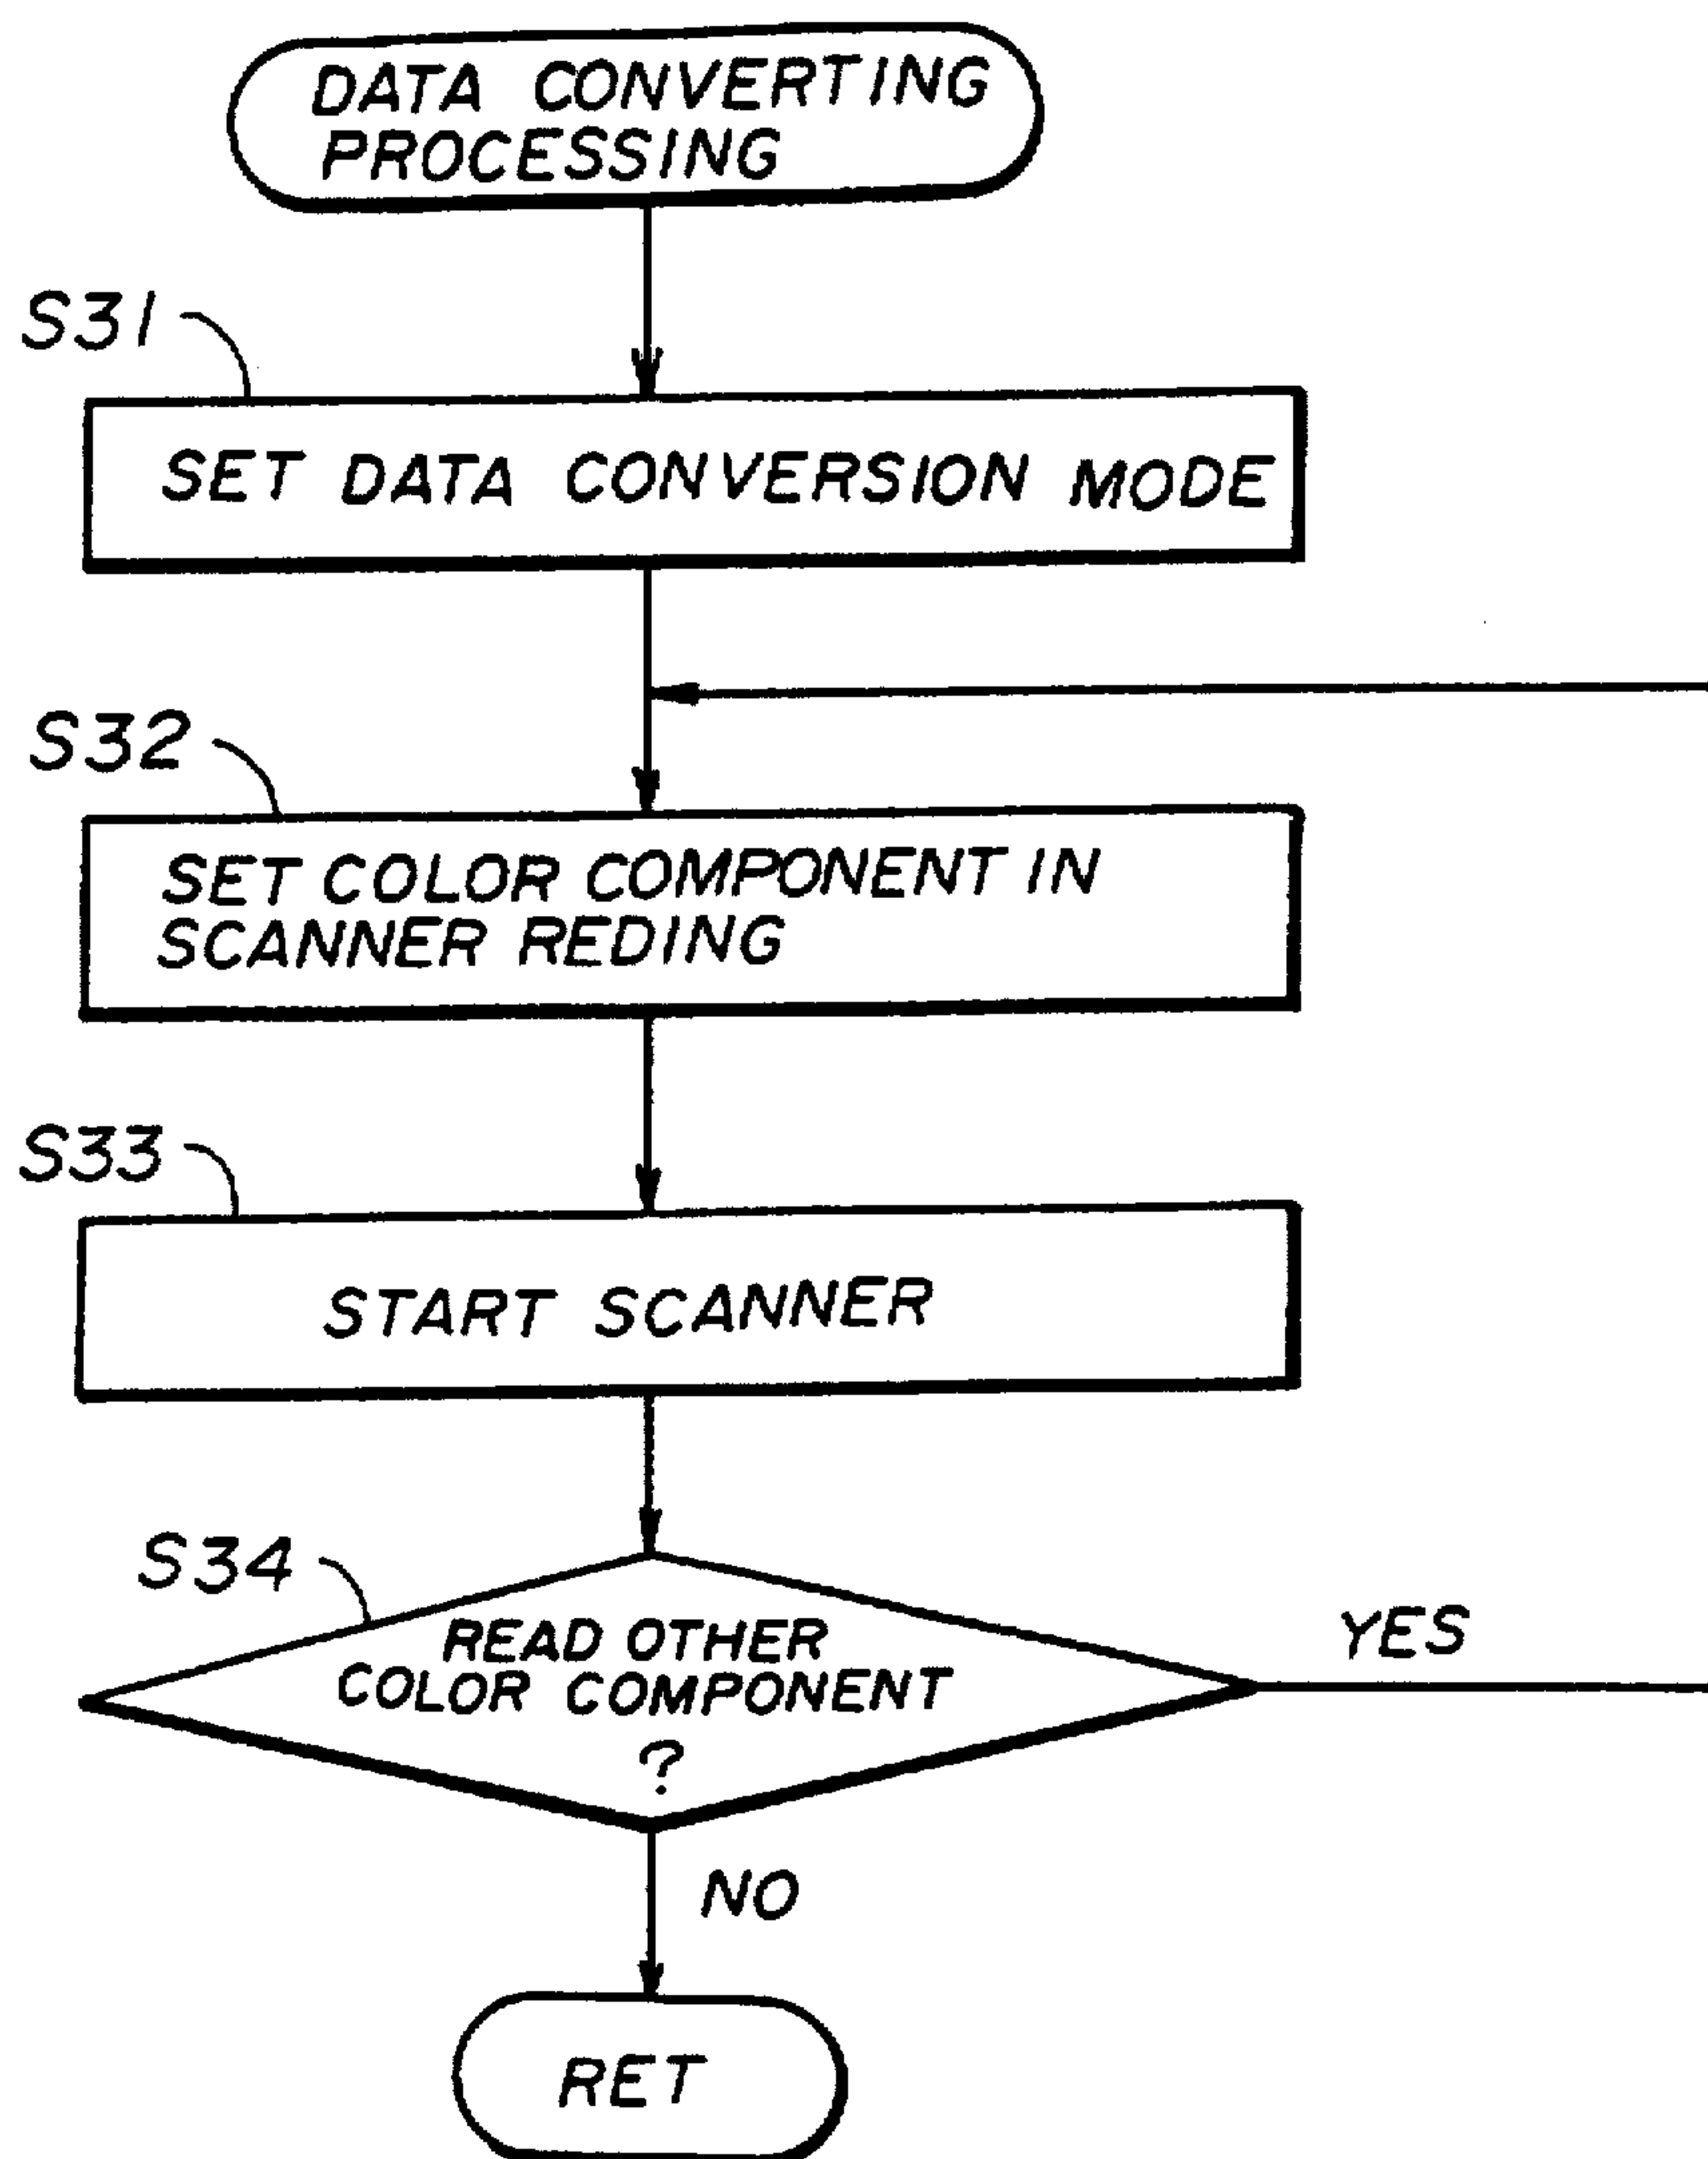 DATA CONVERTING
PROCESSING
S31
SET DATA CONVERSION MODE
S32
SET COLOR COMPONENT IN
SCANNER REDING
S33
START SCANNER
S34
READ OTHER
COLOR COMPONENT
?
YES
NO
RET